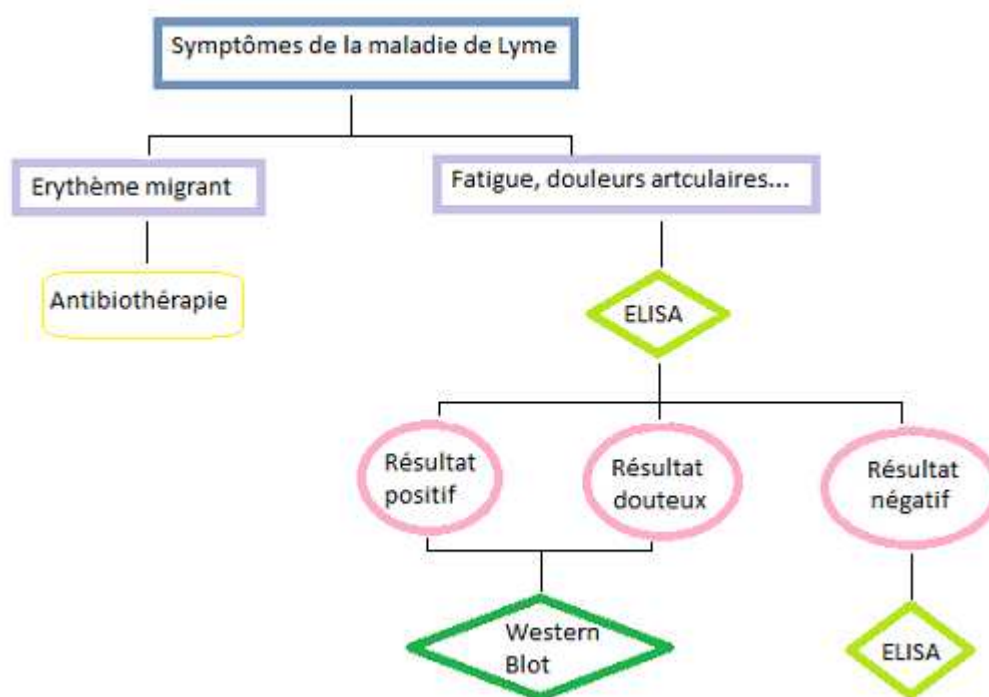 Symptômes de la maladie de Lyme
Erythème migrant
Fatigue, douleurs artculaires...
Antibiothérapie
ELISA
Résultat
positif
Résultat
douteux
Résultat
négatif
Western
Blot
ELISA